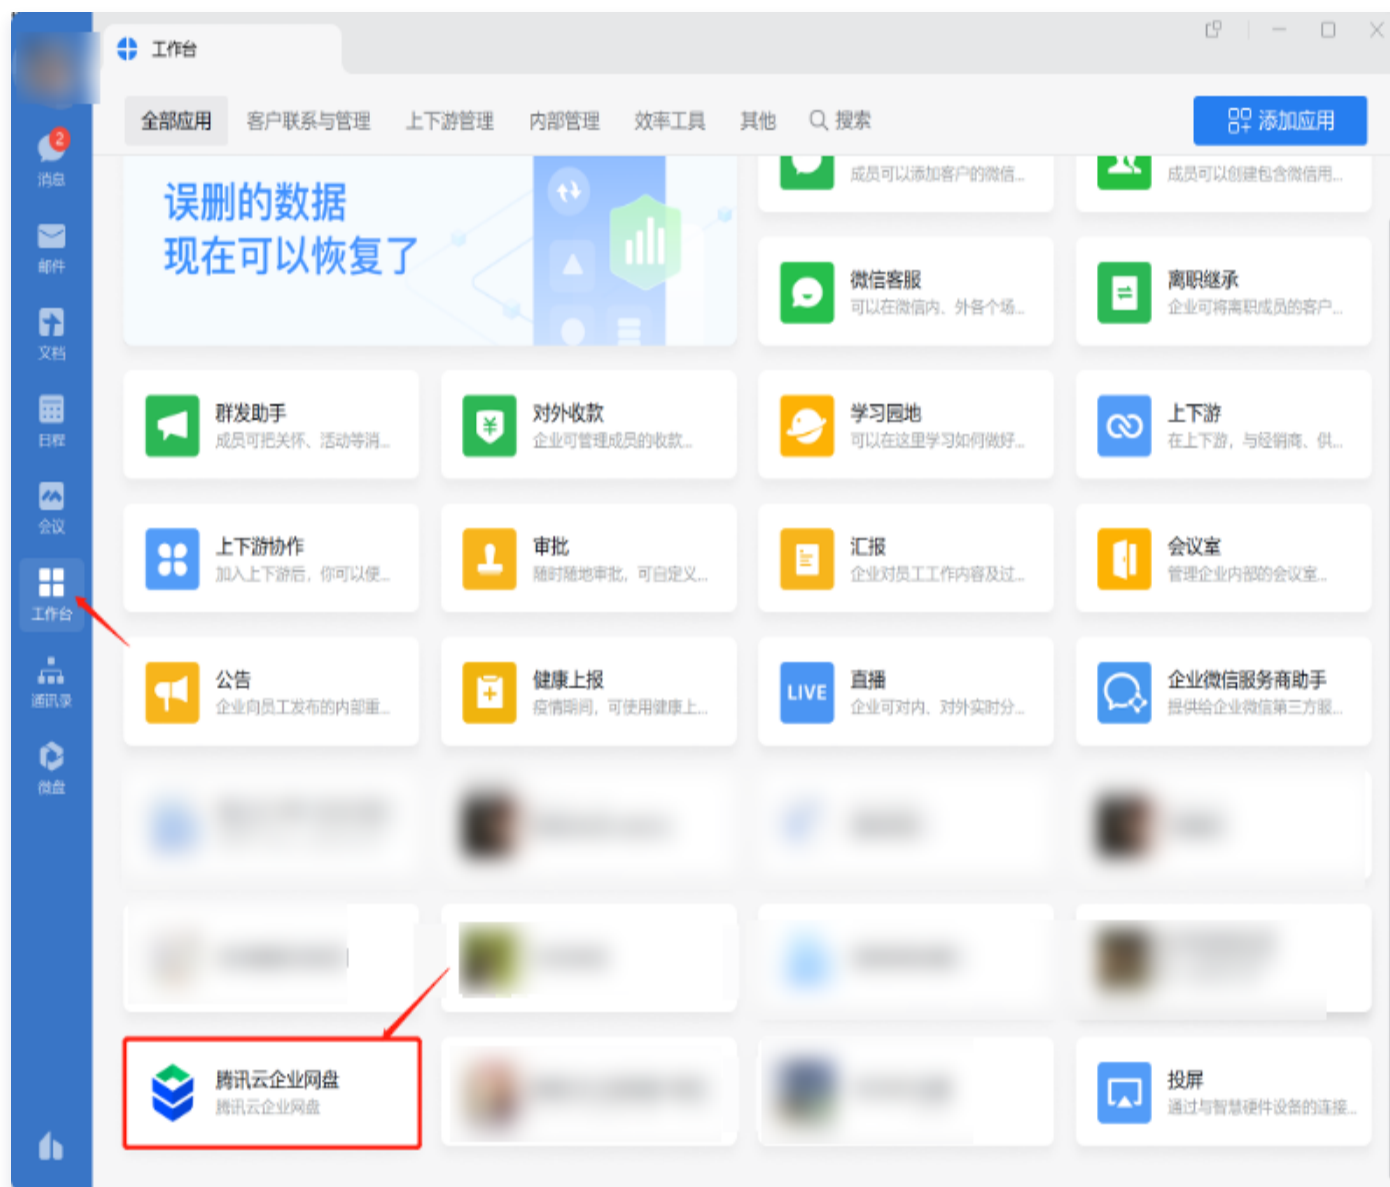 工作台
2
消息
邮件
文档
日程
会议
工作台
通讯录
微盘
全部应用
客户联系与管理
上下游管理
内部管理
效率工具
其他
搜索
添加应用
误删的数据
现在可以恢复了
成员可以添加客户的微信...
成员可以创建包含微信用...
微信客服
可以在微信内、外各个场...
离职继承
企业可将离职成员的客户...
群发助手
成员可把关怀、活动等消...
对外收款
企业可管理成员的收款...
学习园地
可以在这里学习如何做好...
上下游
在上下游，与经销商、供...
上下游协作
加入上下游后，你可以使...
审批
随时随地审批，可自定义...
汇报
企业对员工工作内容及过...
会议室
管理企业内部的会议室...
公告
企业向员工发布的内部重...
健康上报
疫情期间，可使用健康上...
LIVE
直播
企业可对内、对外实时分...
企业微信服务商助手
提供给企业微信第三方服...
腾讯云企业网盘
腾讯云企业网盘
投屏
通过与智慧硬件设备的连接...